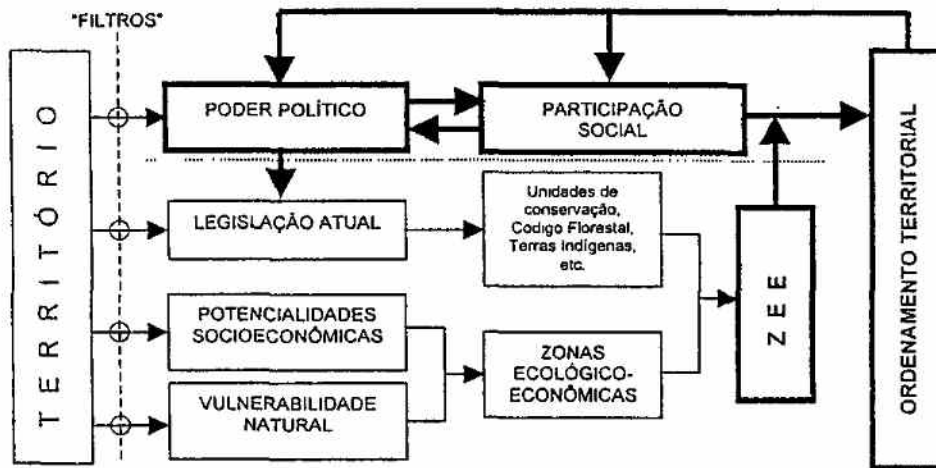 "FILTROS"
TERRITÓRIO
PODER POLÍTICO
PARTICIPAÇÃO
SOCIAL
LEGISLAÇÃO ATUAL
Unidades de
conservação,
Código Florestal,
Terras Indígenas,
etc.
POTENCIALIDADES
SOCIOECONÔMICAS
VULNERABILIDADE
NATURAL
ZONAS
ECOLÓGICO-
ECONÔMICAS
ZEE
ORDENAMENTO TERRITORIAL